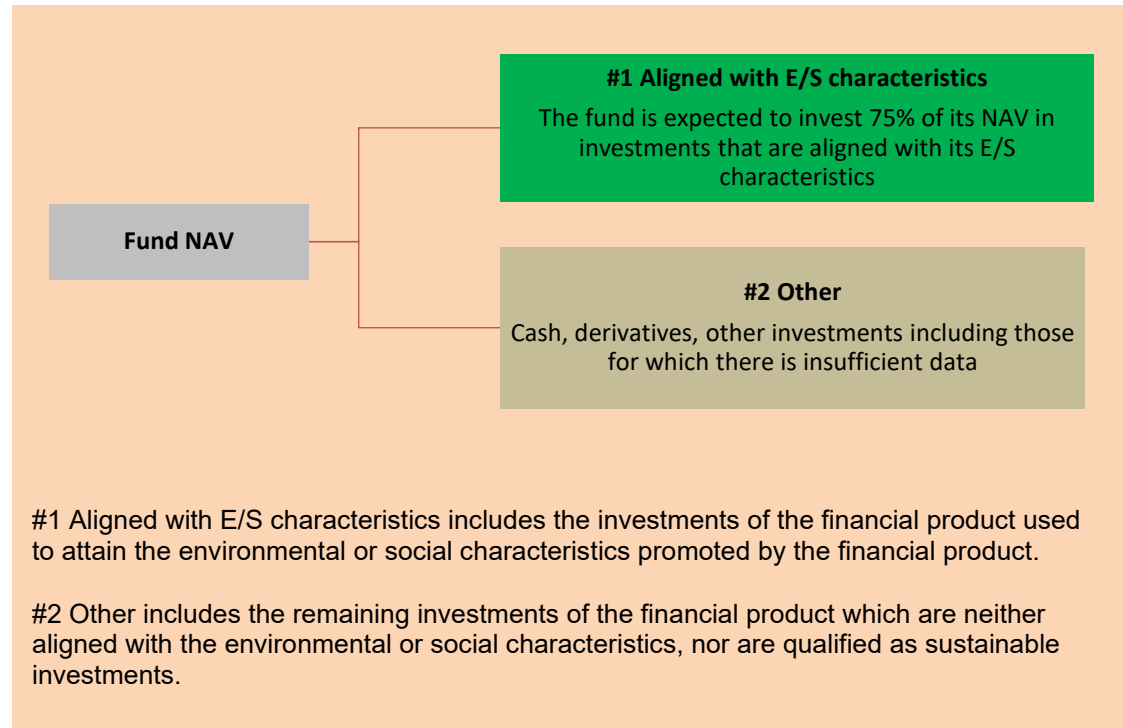 #1 Aligned with E/S characteristics
The fund is expected to invest 75% of its NAV in
investments that are aligned with its E/S
characteristics
Fund NAV
#2 Other
Cash, derivatives, other investments including those
for which there is insufficient data
#1 Aligned with E/S characteristics includes the investments of the financial product used
to attain the environmental or social characteristics promoted by the financial product.
#2 Other includes the remaining investments of the financial product which are neither
aligned with the environmental or social characteristics, nor are qualified as sustainable
investments.